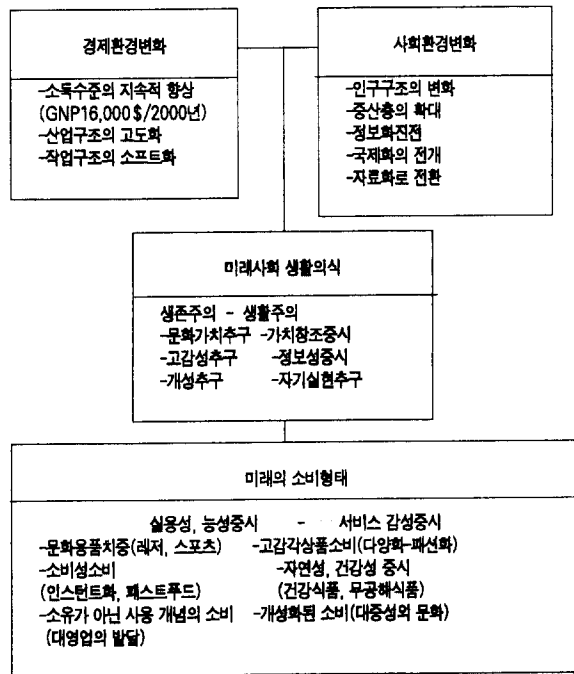 경제환경변화
-소득수준의 지속적 향상
(GNP16,000$/2000년)
-산업구조의 고도화
-작업구조의 소프트화
사회환경변화
-인구구조의 변화
-중산층의 확대
-정보화진전
-국제화의 전개
-자료화로 전환
미래사회 생활의식
생존주의 - 생활주의
-문화가치추구 -가치창조중시
-고감성추구 -정보성중시
-개성추구 -자기실현추구
미래의 소비형태
실용성, 능성중시 - 서비스 감성중시
-문화용품치중(레저, 스포츠) -고감각상품소비(다양화-패션화)
-소비성소비 -자연성, 건강성 중시
(인스턴트화, 패스트푸드) (건강식품, 무공해식품)
-소유가 아닌 사용 개념의 소비 -개성화된 소비(대중성외 문화)
(대영업의 발달)